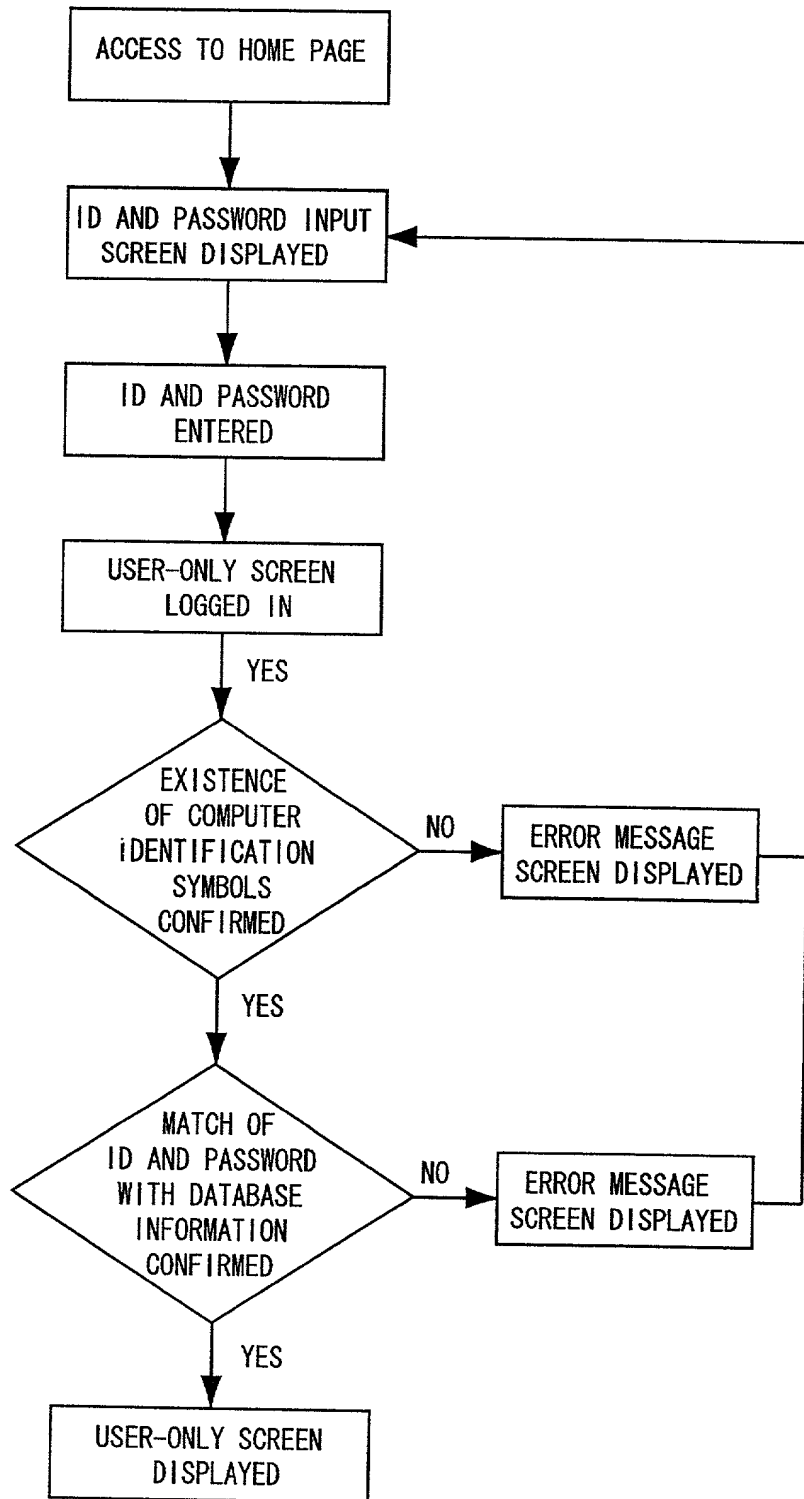 ACCESS TO HOME PAGE
ID AND PASSWORD INPUT
SCREEN DISPLAYED
ID AND PASSWORD
ENTERED
USER-ONLY SCREEN
LOGGED IN
YES
EXISTENCE
OF COMPUTER
iDENTIFICATION
SYMBOLS
CONFIRMED
NO
ERROR MESSAGE
SCREEN DISPLAYED
YES
MATCH OF
ID AND PASSWORD
WITH DATABASE
INFORMATION
CONFIRMED
NO
ERROR MESSAGE
SCREEN DISPLAYED
YES
USER-ONLY SCREEN
DISPLAYED